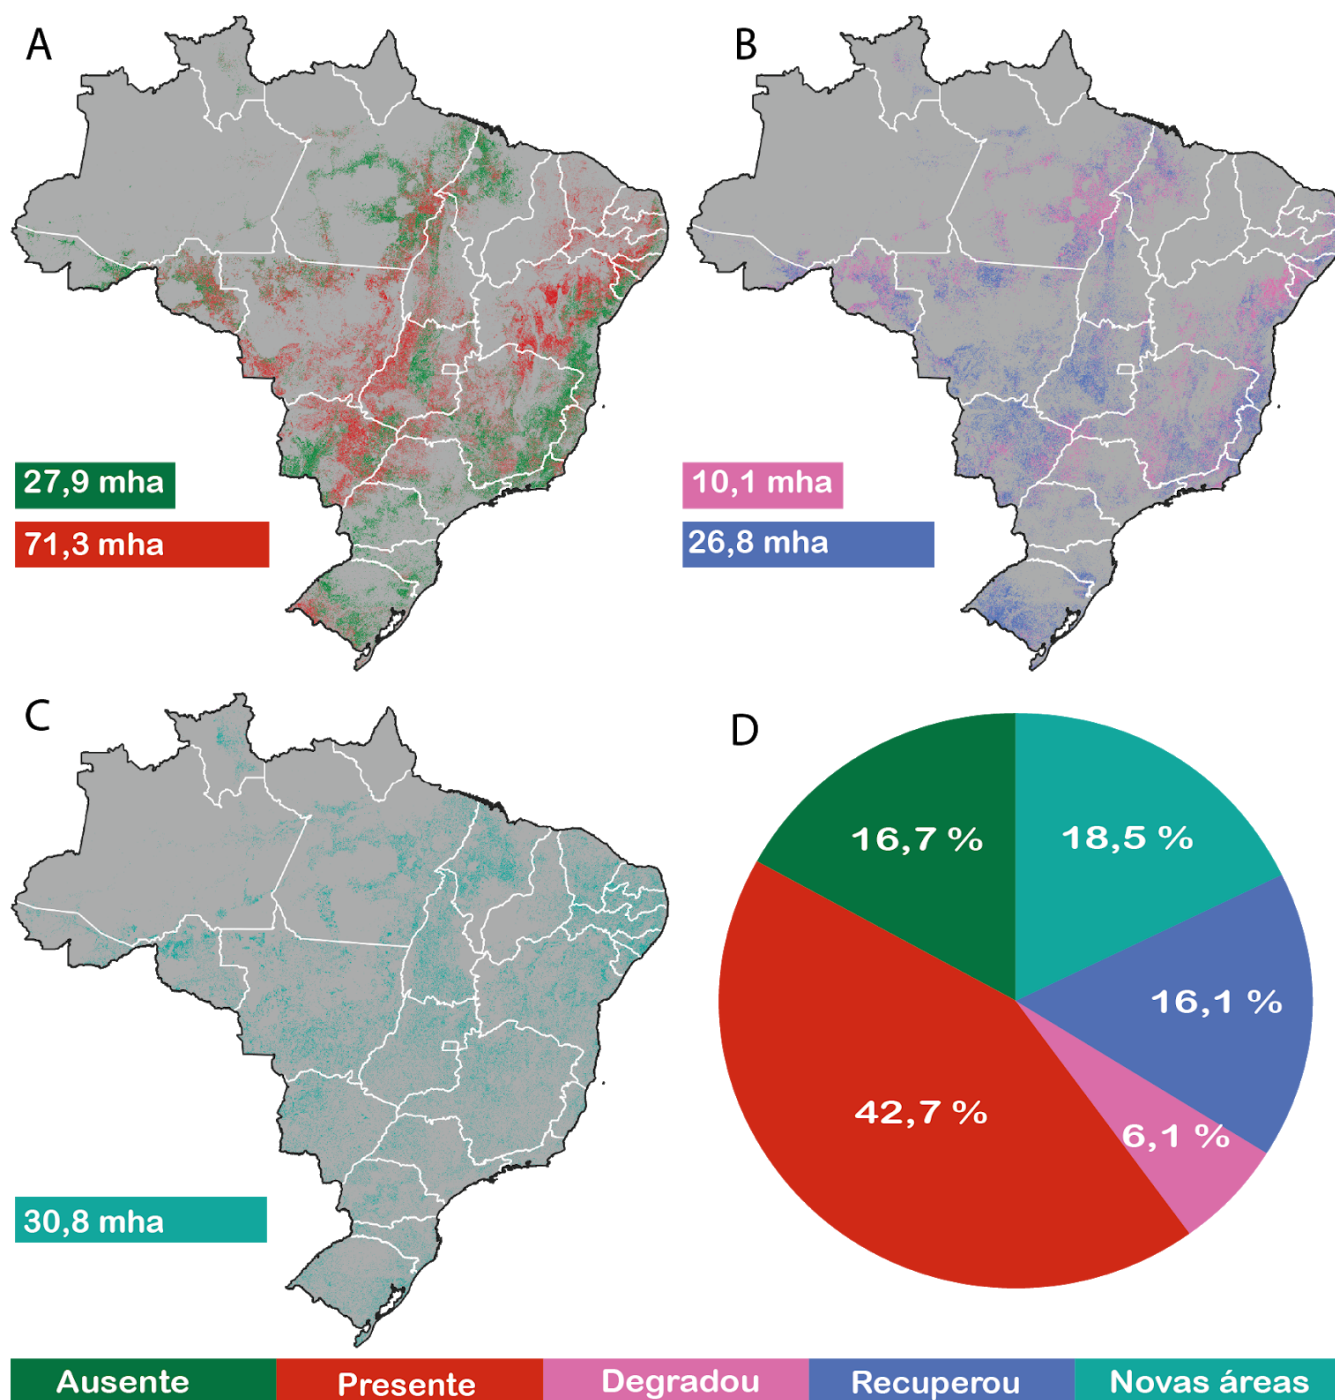 A
B
27,9 mha
71,3 mha
10,1 mha
26,8 mha
C
D
16,7 %
18,5 %
16,1 %
42,7 %
6,1 %
30,8 mha
Ausente Presente Degradou Recuperou Novas áreas